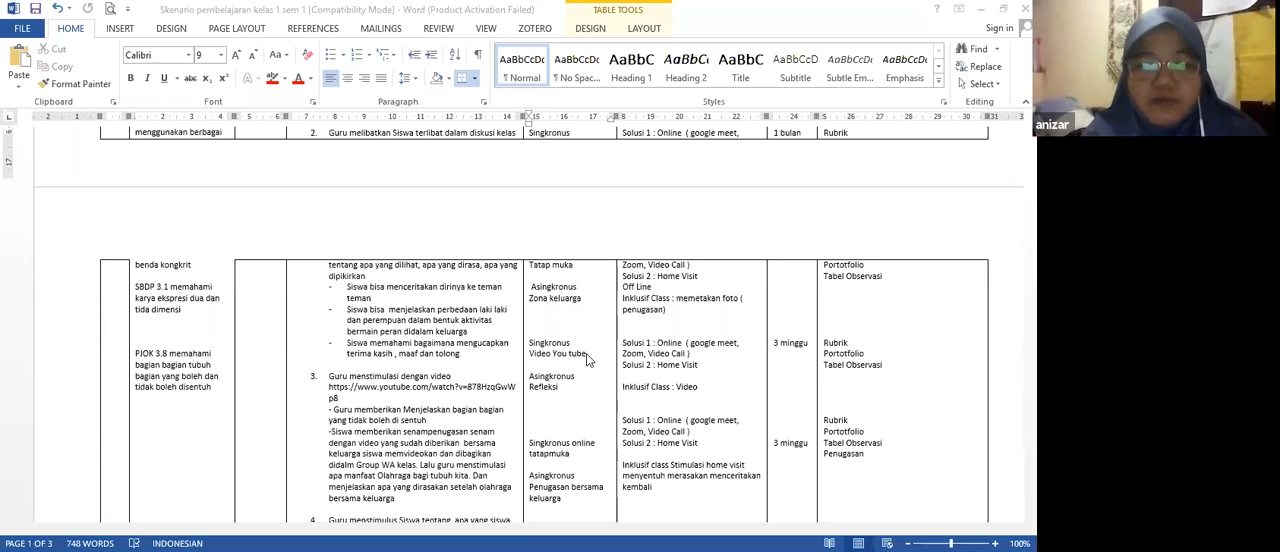 Skenario pembelajaran kelas 1 sem 1 [Compatibility Mode] - Word (Product Activation Failed)
TABLE TOOLS
FILE HOME INSERT DESIGN PAGE LAYOUT REFERENCES MAILINGS REVIEW VIEW ZOTERO DESIGN LAYOUT Sign in
Cut
Copy
Format Painter
Paste
Clipboard
Calibri 9
Font
Paragraph
AaBbCcDc AaBbCcDc AaBbC AaBbCc AaBbC AaBbCcD AaBbCcDc AaBbCcDc
¶ Normal ¶ No Spac... Heading 1 Heading 2 Title Subtitle Subtle Em... Emphasis
Styles
Find
Replace
Select
Editing
anizar
menggunakan berbagai
2. Guru melibatkan Siswa terlibat dalam diskusi kelas
Singkronus
Solusi 1 : Online ( google meet,
1 bulan
Rubrik
benda kongkrit
SBDP 3.1 memahami
karya ekspresi dua dan
tida dimensi
PJOK 3.8 memahami
bagian bagian tubuh
bagian yang boleh dan
tidak boleh disentuh
tentang apa yang dilihat, apa yang dirasa, apa yang
dipikirkan
- Siswa bisa menceritakan dirinya ke teman
teman
- Siswa bisa menjelaskan perbedaan laki laki
dan perempuan dalam bentuk aktivitas
bermain peran didalam keluarga
- Siswa memahami bagaimana mengucapkan
terima kasih , maaf dan tolong
3. Guru menstimulasi dengan video
https://www.youtube.com/watch?v=878HzqGwW
p8
- Guru memberikan Menjelaskan bagian bagian
yang tidak boleh di sentuh
-Siswa memberikan senampenugasan senam
dengan video yang sudah diberikan bersama
keluarga siswa memvideokan dan dibagikan
didalm Group WA kelas. Lalu guru menstimulasi
apa manfaat Olahraga bagi tubuh kita. Dan
menjelaskan apa yang dirasakan setelah olahraga
bersama keluarga
4 Guru menstimulus Siswa tentang apa yang siswa
Tatap muka
Asingkronus
Zona keluarga
Singkronus
Video You tube
Asingkronus
Refleksi
Singkronus online
tatapmuka
Asingkronus
Penugasan bersama
keluarga
Zoom, Video Call )
Solusi 2 : Home Visit
Off Line
Inklusif Class : memetakan foto (
penugasan)
Solusi 1 : Online ( google meet,
Zoom, Video Call )
Solusi 2 : Home Visit
Inklusif Class : Video
Solusi 1 : Online ( google meet,
Zoom, Video Call )
Solusi 2 : Home Visit
Inklusif class Stimulasi home visit
menyentuh merasakan menceritakan
kembali
3 minggu
3 minggu
Portotfolio
Tabel Observasi
Rubrik
Portotfolio
Tabel Observasi
Rubrik
Portotfolio
Tabel Observasi
Penugasan
PAGE 1 OF 3 748 WORDS INDONESIAN 100%